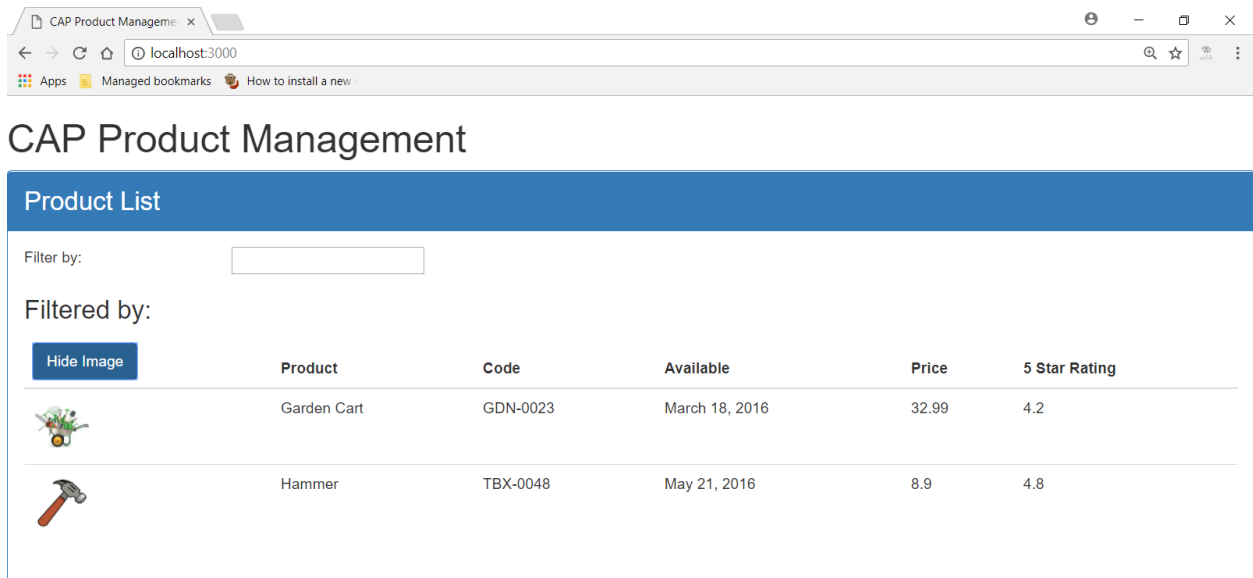 CAP Product Managemen
localhost:3000
Apps Managed bookmarks How to install a new
CAP Product Management
Product List
Filter by:
Filtered by:
Hide Image Product Code Available Price 5 Star Rating
Garden Cart GDN-0023 March 18, 2016 32.99 4.2
Hammer TBX-0048 May 21, 2016 8.9 4.8